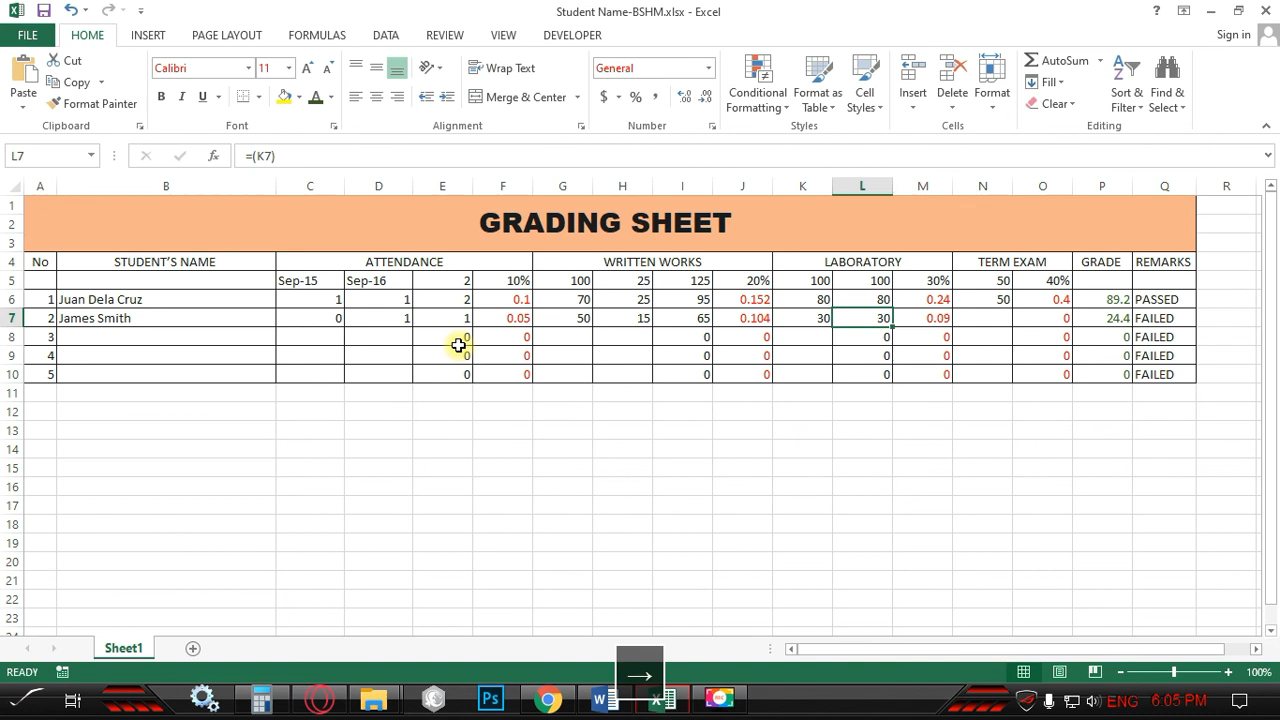 Student Name-BSHM.xlsx - Excel
?
FILE HOME INSERT PAGE LAYOUT FORMULAS DATA REVIEW VIEW DEVELOPER Sign in
Paste Cut Copy Format Painter Clipboard
Calibri 11 B I U A Font
Wrap Text Merge & Center Alignment
General $ % , Number
Conditional Formatting Format as Table Cell Styles Styles
Insert Delete Format Cells
AutoSum Fill Clear Sort & Filter Find & Select Editing
L7 fx =(K7)
A B C D E F G H I J K L M N O P Q R
1
2 GRADING SHEET
3
4 No STUDENT'S NAME ATTENDANCE WRITTEN WORKS LABORATORY TERM EXAM GRADE REMARKS
5 Sep-15 Sep-16 2 10% 100 25 125 20% 100 100 30% 50 40%
6 1 Juan Dela Cruz 1 1 2 0.1 70 25 95 0.152 80 80 0.24 50 0.4 89.2 PASSED
7 2 James Smith 0 1 1 0.05 50 15 65 0.104 30 30 0.09 0 24.4 FAILED
8 3 0 0 0 0 0 0 0 0 FAILED
9 4 0 0 0 0 0 0 0 0 FAILED
10 5 0 0 0 0 0 0 0 0 FAILED
11
12
13
14
15
16
17
18
19
20
21
22
23
Sheet1
READY 100%
→
Ps ENG 6:05 PM